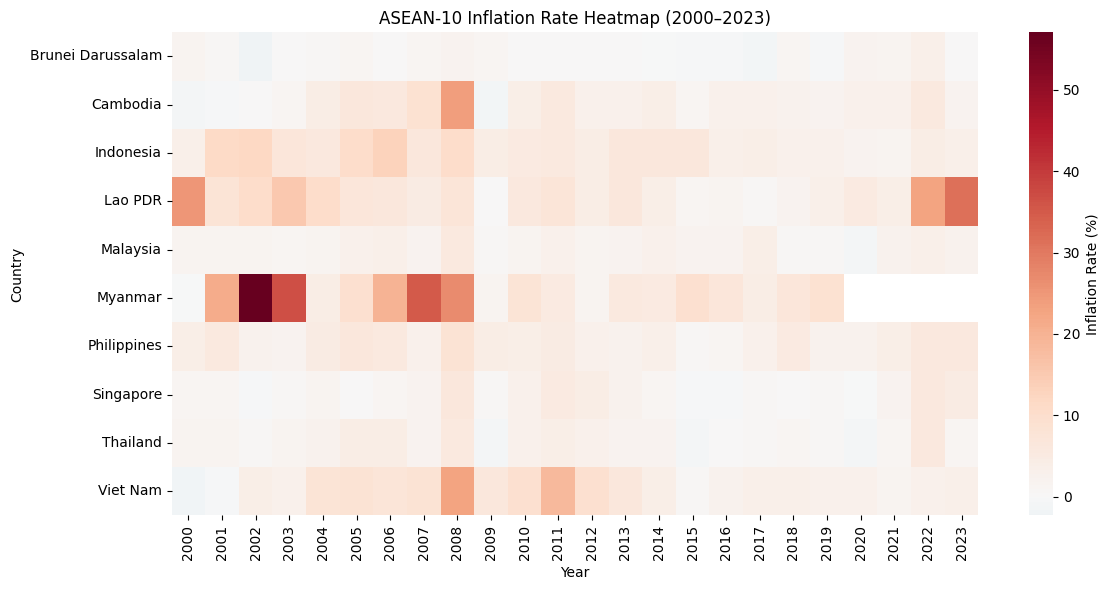 ASEAN-10 Inflation Rate Heatmap (2000–2023)
Country
Brunei Darussalam
Cambodia
Indonesia
Lao PDR
Malaysia
Myanmar
Philippines
Singapore
Thailand
Viet Nam
2000 2001 2002 2003 2004 2005 2006 2007 2008 2009 2010 2011 2012 2013 2014 2015 2016 2017 2018 2019 2020 2021 2022 2023
Year
50
40
30
20
10
0
Inflation Rate (%)